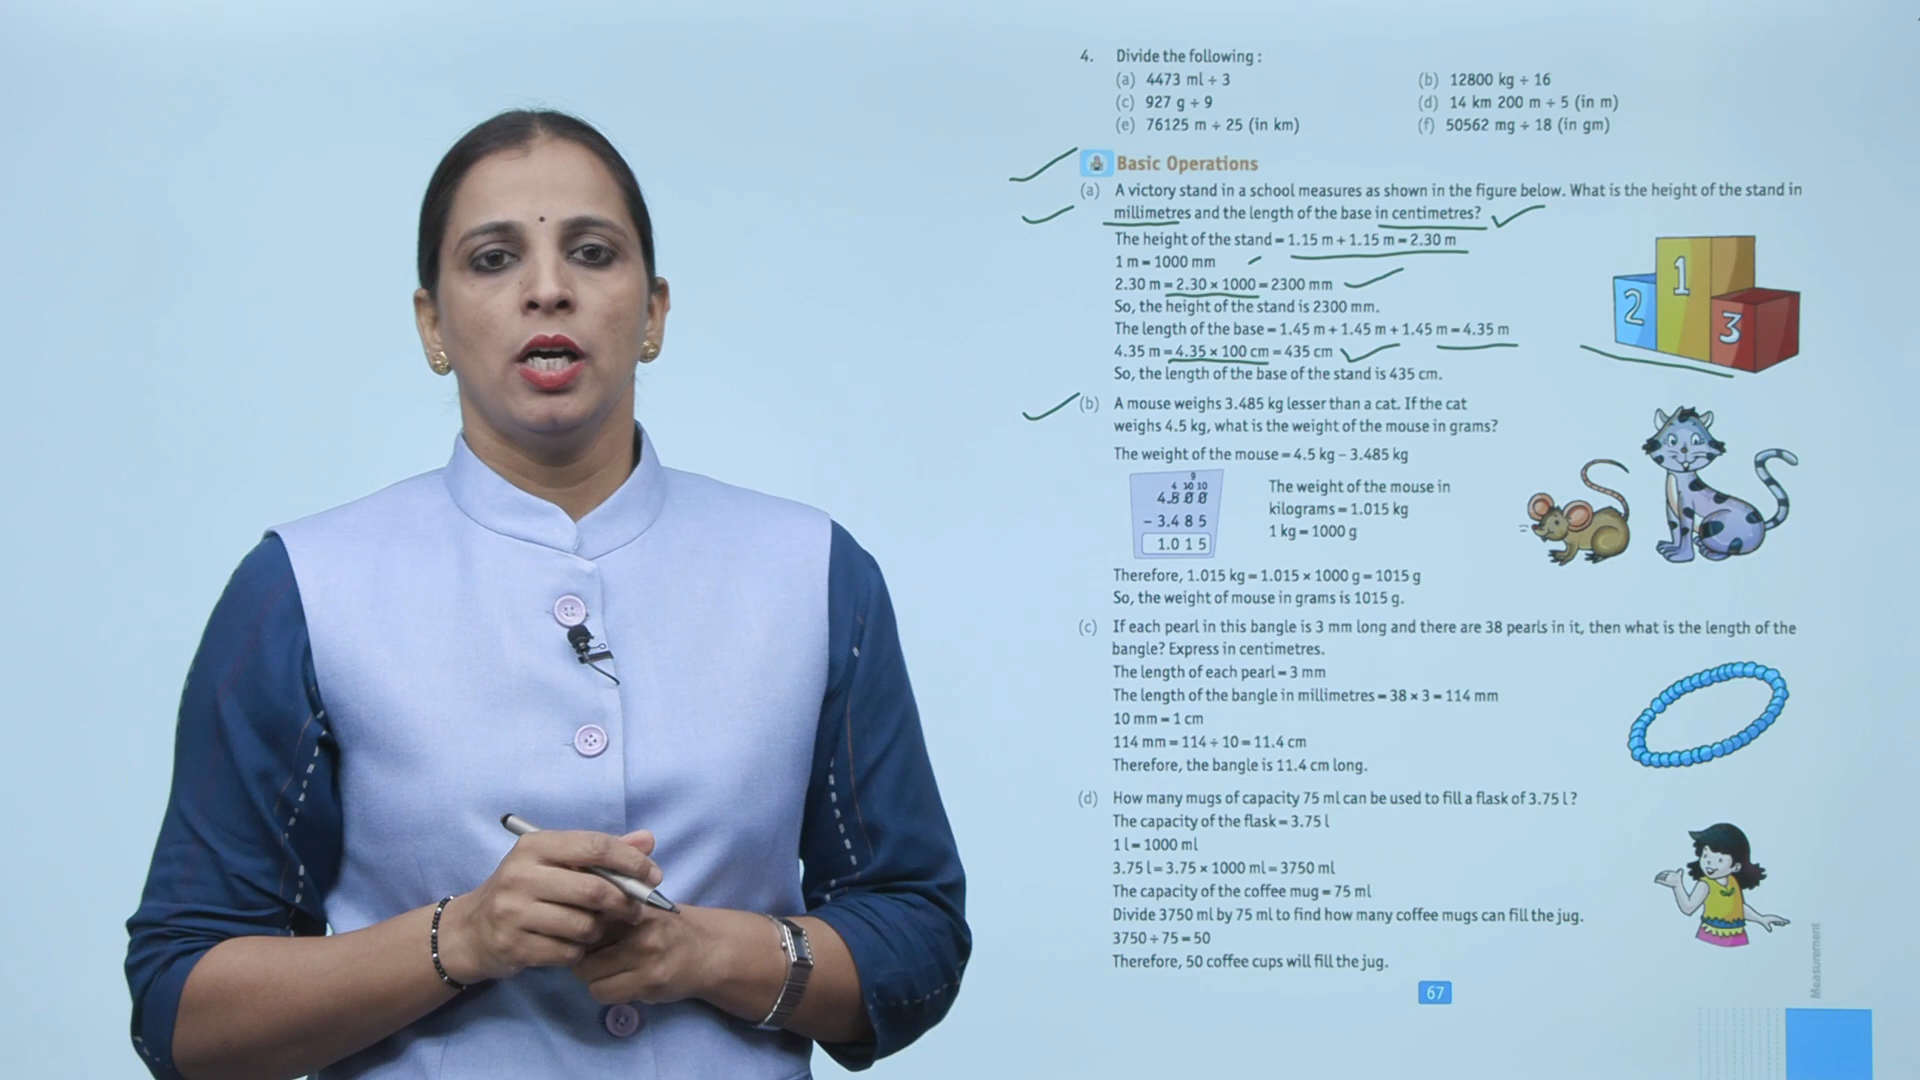 4. Divide the following :
(a) 4473 ml ÷ 3 (b) 12800 kg ÷ 16
(c) 927 g ÷ 9 (d) 14 km 200 m ÷ 5 (in m)
(e) 76125 m ÷ 25 (in km) (f) 50562 mg ÷ 18 (in gm)
Basic Operations
(a) A victory stand in a school measures as shown in the figure below. What is the height of the stand in
millimetres and the length of the base in centimetres?
The height of the stand = 1.15 m + 1.15 m = 2.30 m
1 m = 1000 mm
2.30 m = 2.30 × 1000 = 2300 mm
So, the height of the stand is 2300 mm.
The length of the base = 1.45 m + 1.45 m + 1.45 m = 4.35 m
4.35 m = 4.35 × 100 cm = 435 cm
So, the length of the base of the stand is 435 cm.
2 1 3
(b) A mouse weighs 3.485 kg lesser than a cat. If the cat
weighs 4.5 kg, what is the weight of the mouse in grams?
The weight of the mouse = 4.5 kg – 3.485 kg
9
4 10 10
– 3.4 8 5
1.0 1 5
The weight of the mouse in
kilograms = 1.015 kg
1 kg = 1000 g
Therefore, 1.015 kg = 1.015 × 1000 g = 1015 g
So, the weight of mouse in grams is 1015 g.
(c) If each pearl in this bangle is 3 mm long and there are 38 pearls in it, then what is the length of the
bangle? Express in centimetres.
The length of each pearl = 3 mm
The length of the bangle in millimetres = 38 × 3 = 114 mm
10 mm = 1 cm
114 mm = 114 ÷ 10 = 11.4 cm
Therefore, the bangle is 11.4 cm long.
(d) How many mugs of capacity 75 ml can be used to fill a flask of 3.75 l?
The capacity of the flask = 3.75 l
1 l = 1000 ml
3.75 l = 3.75 × 1000 ml = 3750 ml
The capacity of the coffee mug = 75 ml
Divide 3750 ml by 75 ml to find how many coffee mugs can fill the jug.
3750 ÷ 75 = 50
Therefore, 50 coffee cups will fill the jug.
Measurement
67